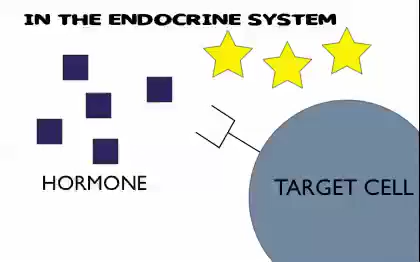 IN THE ENDOCRINE SYSTEM
HORMONE
TARGET CELL